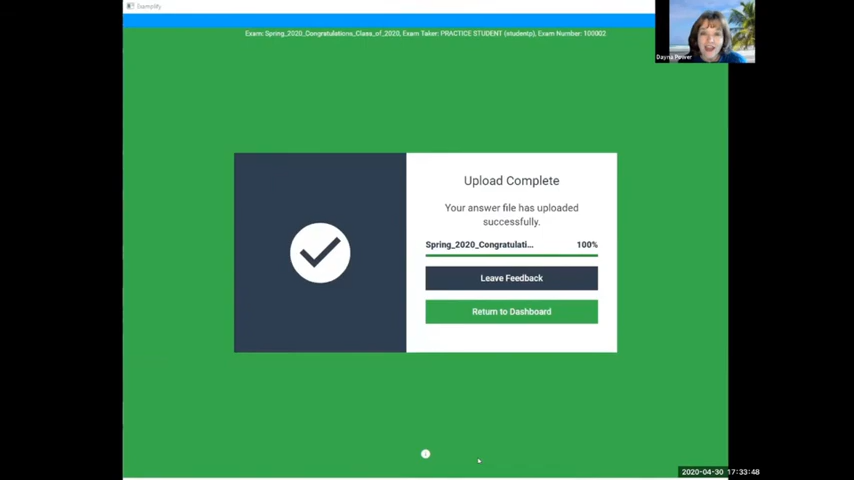 Examplify
Exam: Spring_2020_Congratulations_Class_of_2020, Exam Taker: PRACTICE STUDENT (studentp), Exam Number: 100002
Dayna Power
Upload Complete
Your answer file has uploaded
successfully.
Spring_2020_Congratulati... 100%
Leave Feedback
Return to Dashboard
2020-04-30 17:33:48